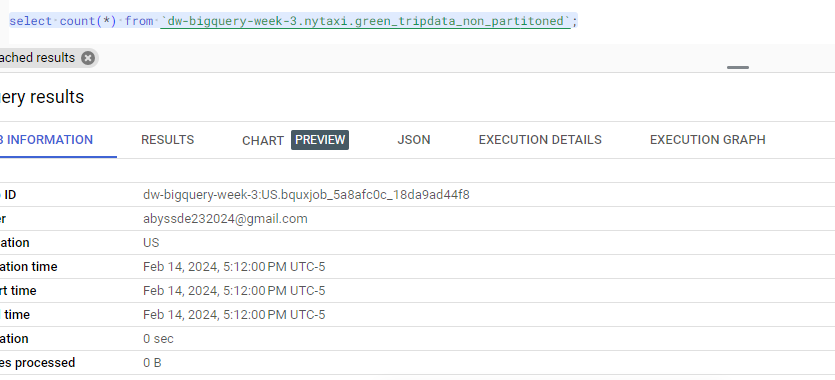 select count(*) from `dw-bigquery-week-3.nytaxi.green_tripdata_non_partitoned`;
ached results
ery results
B INFORMATION RESULTS CHART PREVIEW JSON EXECUTION DETAILS EXECUTION GRAPH
ID dw-bigquery-week-3:US.bquxjob_5a8afc0c_18da9ad44f8
er abyssde232024@gmail.com
ation US
ation time Feb 14, 2024, 5:12:00 PM UTC-5
rt time Feb 14, 2024, 5:12:00 PM UTC-5
time Feb 14, 2024, 5:12:00 PM UTC-5
ation 0 sec
es processed 0 B